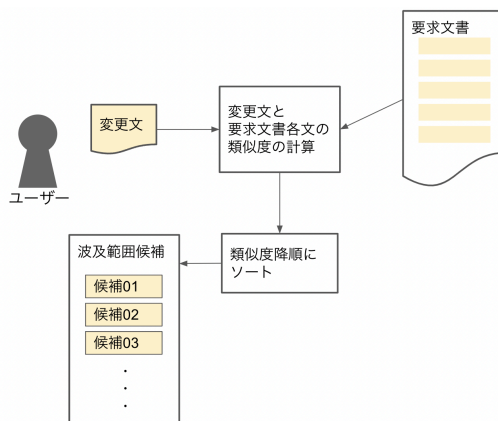 要求文書
変更文
変更文と
要求文書各文の
類似度の計算
ユーザー
類似度降順に
ソート
波及範囲候補
候補01
候補02
候補03
・
・
・